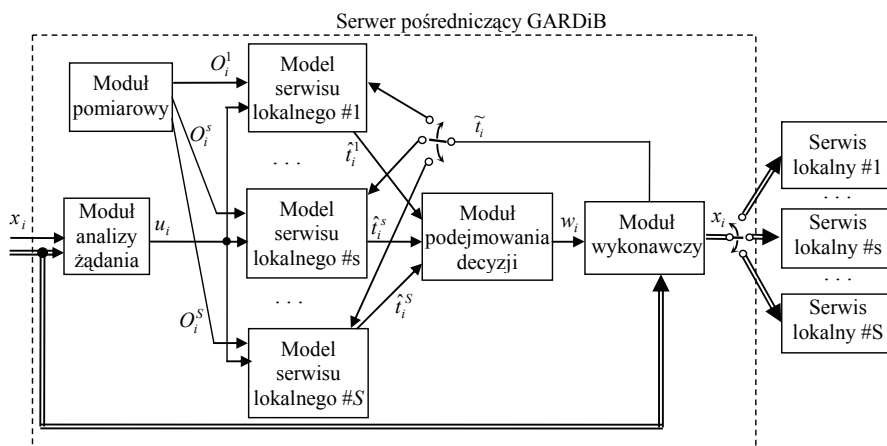 Serwer pośredniczący GARDiB
Moduł
pomiarowy
O_i^1
O_i^s
O_i^S
Model
serwisu
lokalnego #1
. . .
x_i
Moduł
analizy
żądania
u_i
Model
serwisu
lokalnego #s
. . .
Model
serwisu
lokalnego #S
t̂_i^1
t̂_i^s
t̂_i^S
t̃_i
Moduł
podejmowania
decyzji
w_i
Moduł
wykonawczy
x_i
Serwis
lokalny #1
. . .
Serwis
lokalny #s
. . .
Serwis
lokalny #S